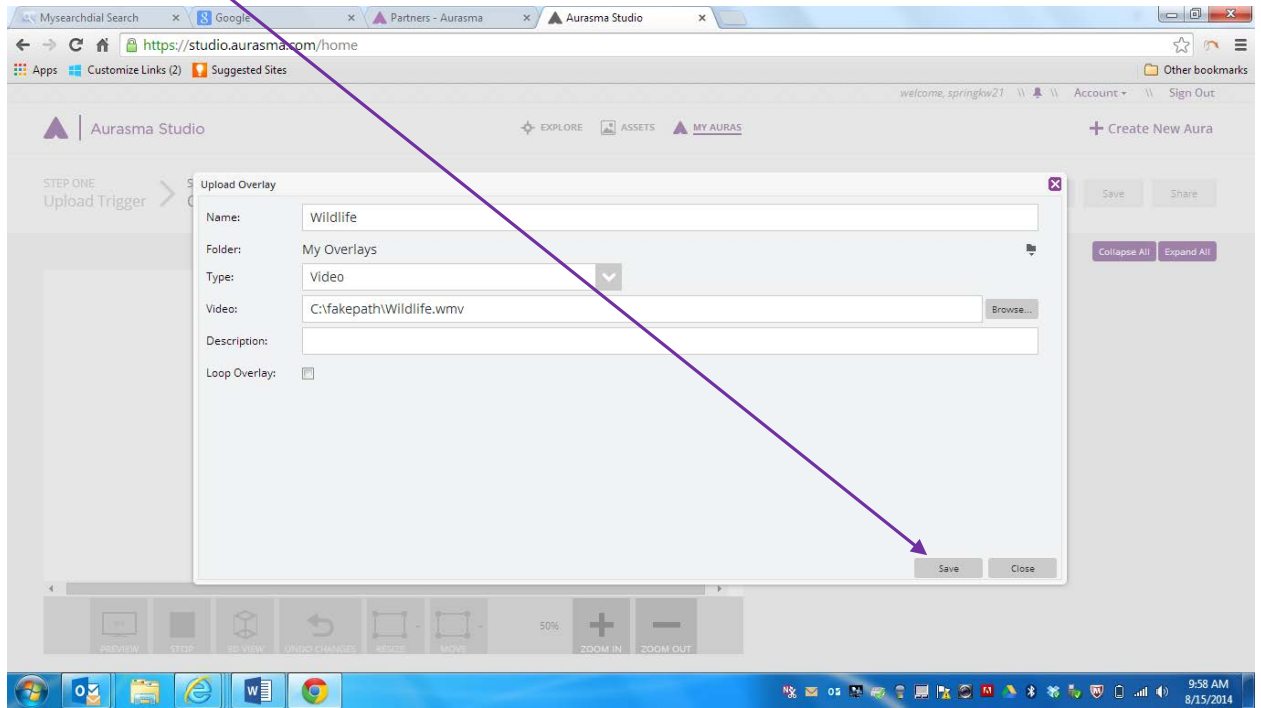 Mysearchdial Search Google Partners - Aurasma Aurasma Studio
https://studio.aurasma.com/home
Apps Customize Links (2) Suggested Sites Other bookmarks
welcome, springkw21 \\ \\ Account \\ Sign Out
Aurasma Studio EXPLORE ASSETS MY AURAS + Create New Aura
STEP ONE
Upload Trigger Save Share
Upload Overlay
Name: Wildlife
Folder: My Overlays
Collapse All Expand All
Type: Video
Video: C:\fakepath\Wildlife.wmv Browse...
Description:
Loop Overlay:
Save Close
50%
PREVIEW STOP 3D VIEW UNDO CHANGES RESIZE MOVE ZOOM IN ZOOM OUT
9:58 AM
8/15/2014